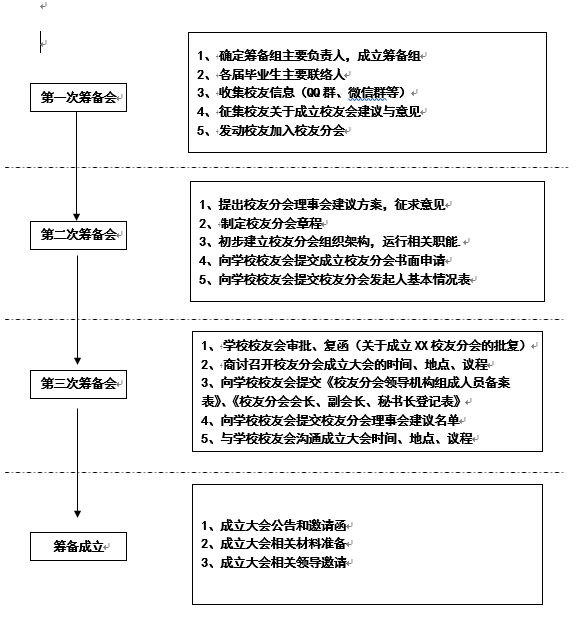 1、确定筹备组主要负责人，成立筹备组
2、各届毕业生主要联络人
3、收集校友信息（QQ 群、微信群等）
4、征集校友关于成立校友会建议与意见
5、发动校友加入校友分会
第一次筹备会
1、提出校友分会理事会建议方案，征求意见
2、制定校友分会章程
3、初步建立校友分会组织架构，运行相关职能
4、向学校校友会提交成立校友分会书面申请
5、向学校校友会提交校友分会发起人基本情况表
第二次筹备会
1、学校校友会审批、复函（关于成立 XX 校友分会的批复）
2、商讨召开校友分会成立大会的时间、地点、议程
3、向学校校友会提交《校友分会领导机构组成人员备案
表》、《校友分会会长、副会长、秘书长登记表》
4、向学校校友会提交校友分会理事会建议名单
5、与学校校友会沟通成立大会时间、地点、议程
第三次筹备会
1、成立大会公告和邀请函
2、成立大会相关材料准备
3、成立大会相关领导邀请
筹备成立